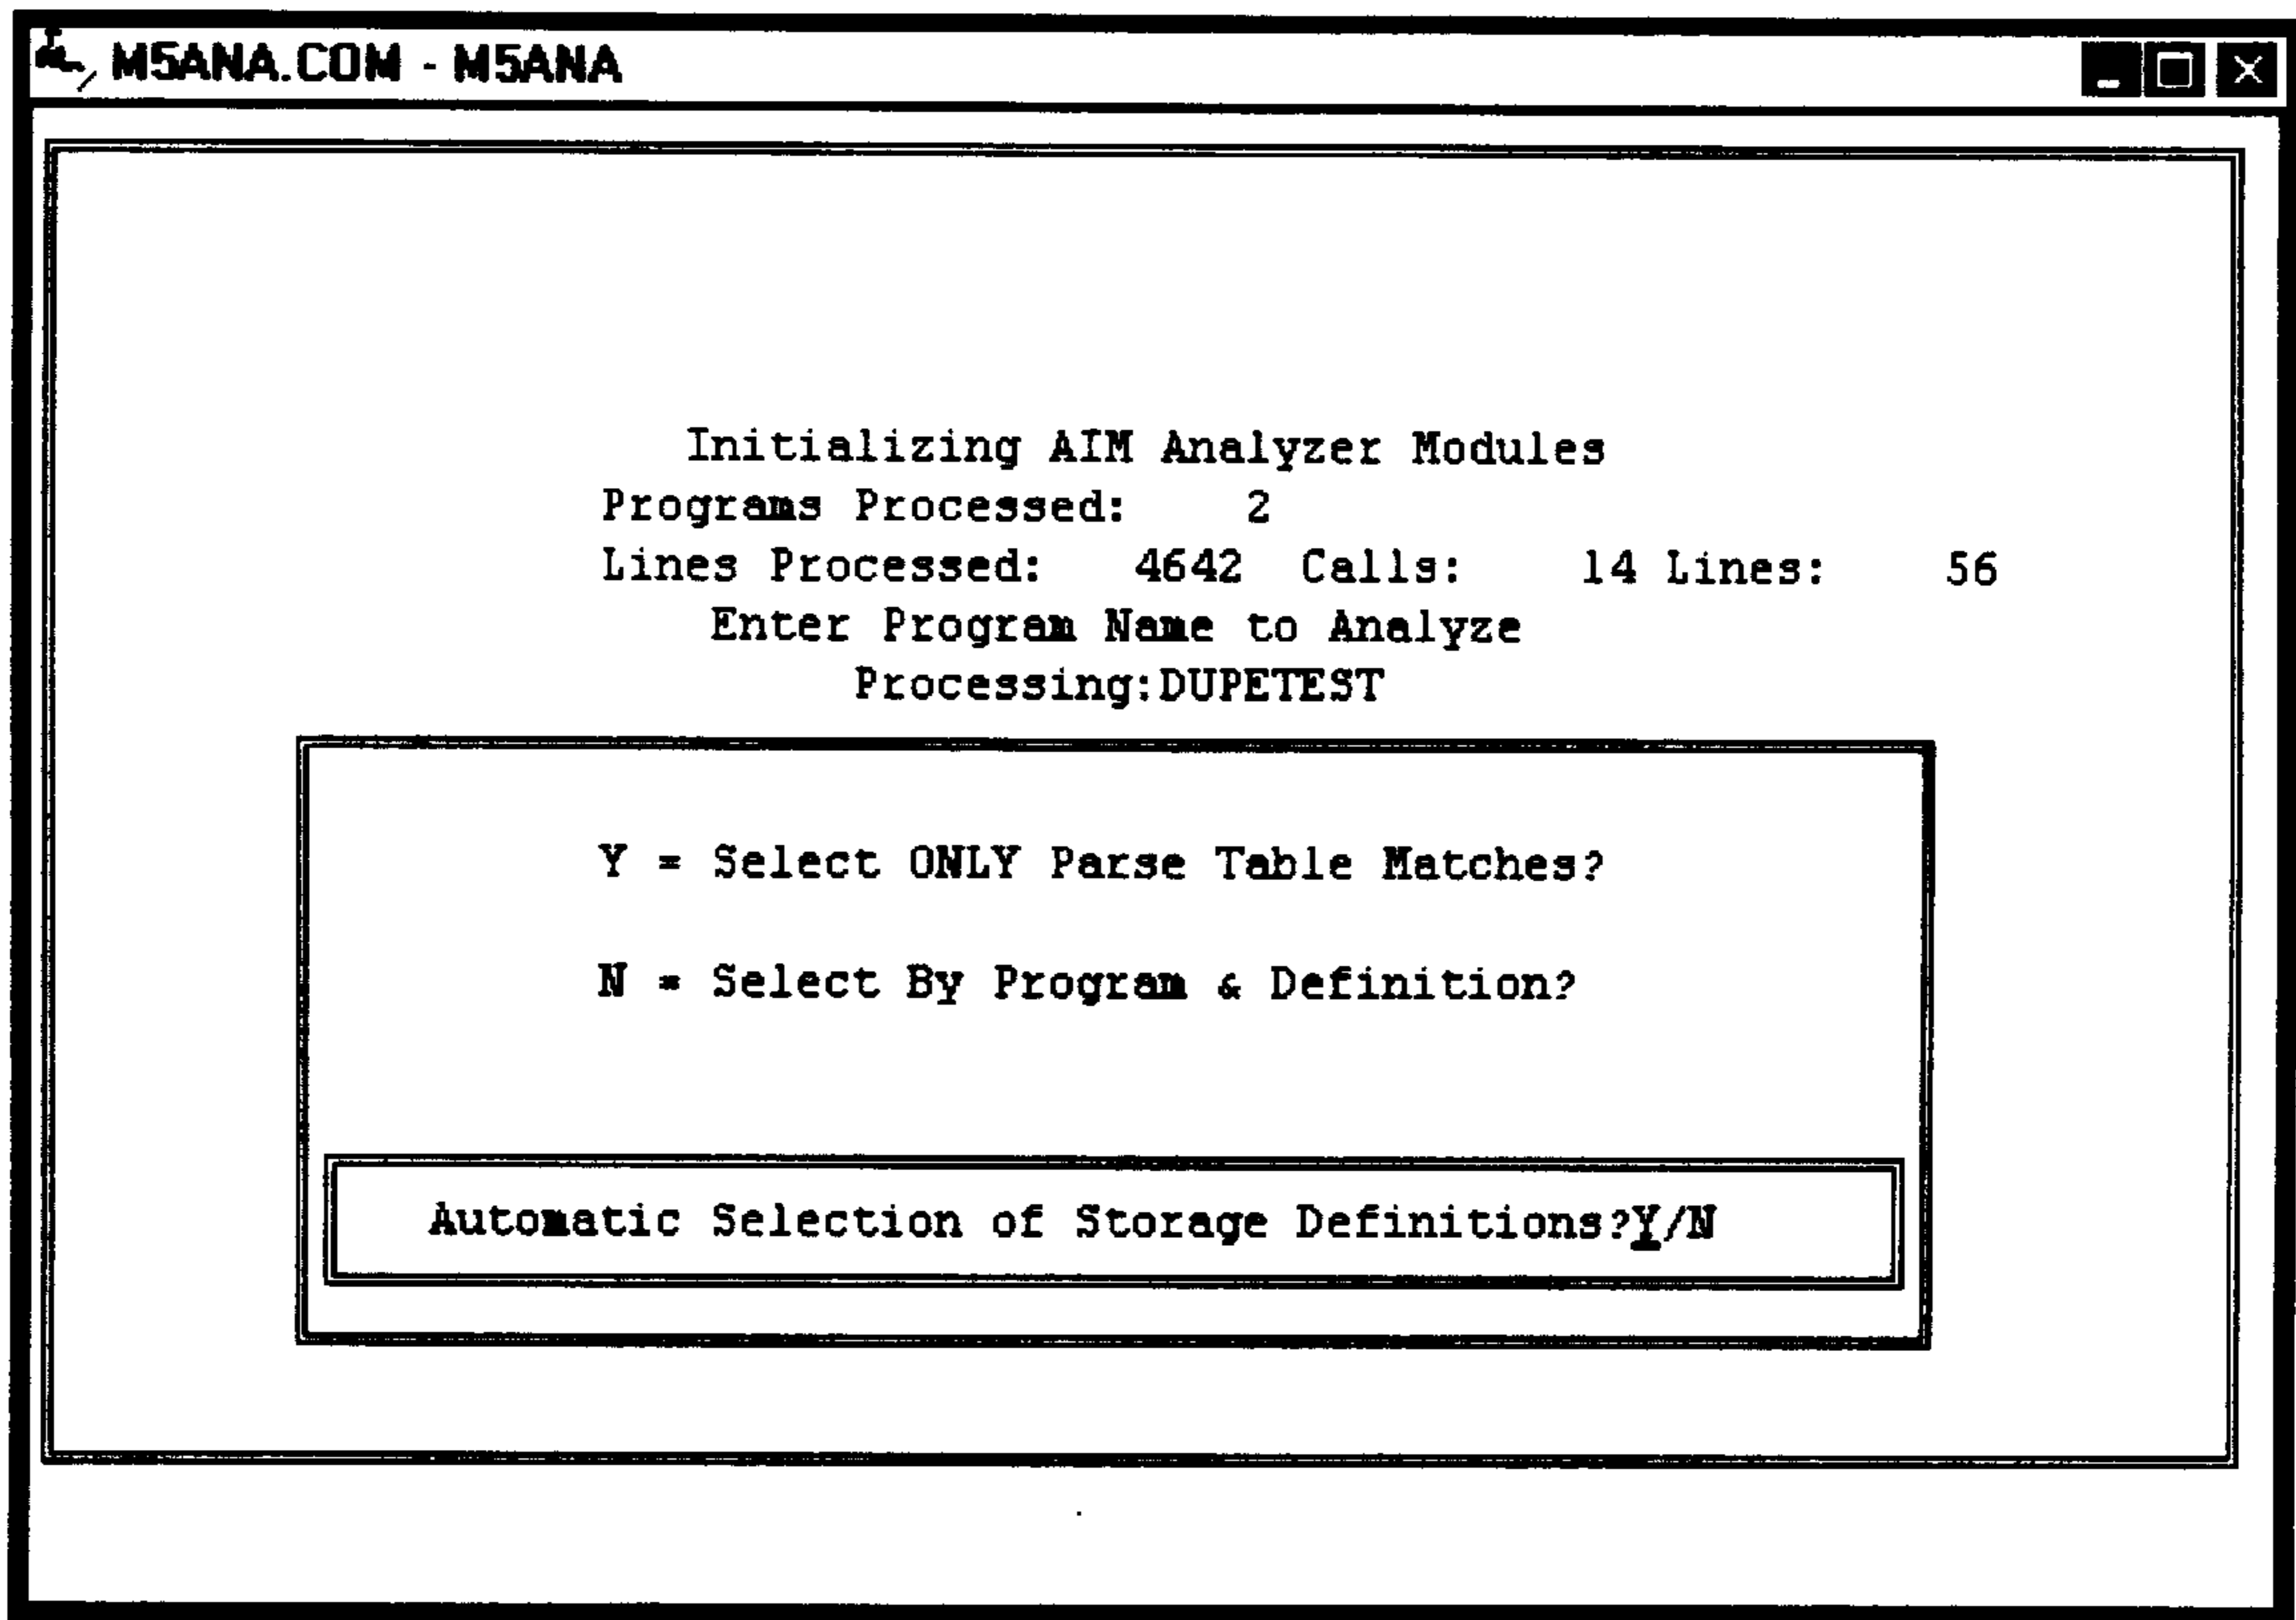 M5ANA.COM - M5ANA
Initializing AIM Analyzer Modules
Programs Processed: 2
Lines Processed: 4642 Calls: 14 Lines: 56
Enter Program Name to Analyze
Processing:DUPETEST
Y = Select ONLY Parse Table Matches?
N = Select By Program & Definition?
Automatic Selection of Storage Definitions?Y/N